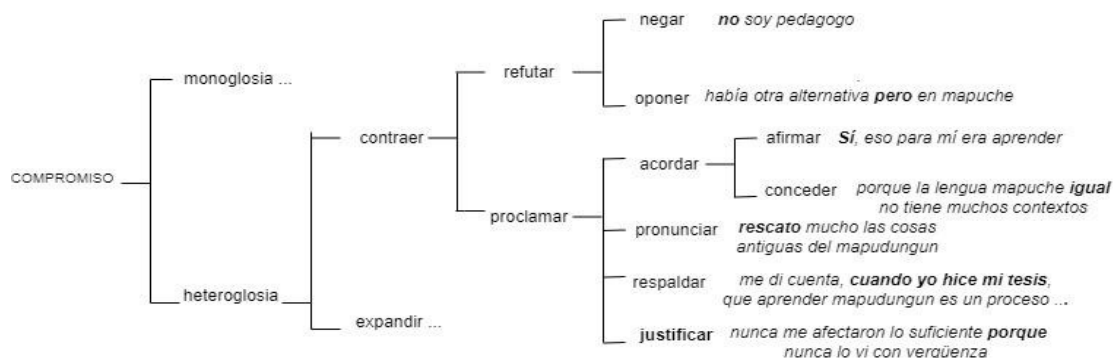 negar no soy pedagogo
monoglosia ...
refutar
oponer había otra alternativa pero en mapuche
contraer
afirmar Sí, eso para mí era aprender
acordar
COMPROMISO
conceder porque la lengua mapuche igual
no tiene muchos contextos
proclamar
pronunciar rescato mucho las cosas
antiguas del mapudungun
heteroglosia
respaldar me di cuenta, cuando yo hice mi tesis,
que aprender mapudungun es un proceso ...
expandir ...
justificar nunca me afectaron lo suficiente porque
nunca lo vi con vergüenza